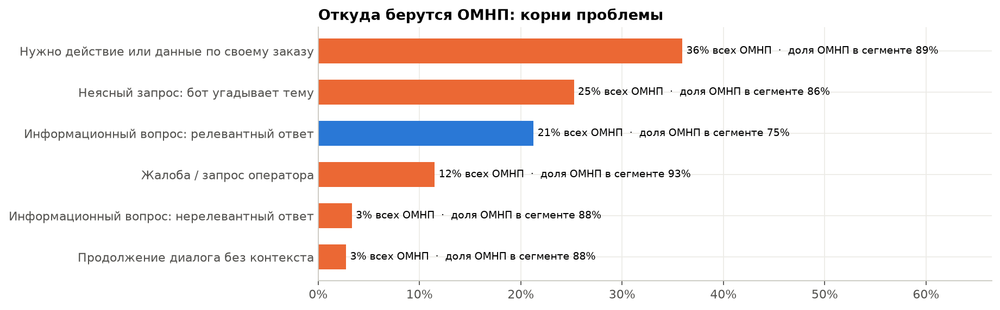 Откуда берутся ОМНП: корни проблемы
Нужно действие или данные по своему заказу
36% всех ОМНП · доля ОМНП в сегменте 89%
Неясный запрос: бот угадывает тему
25% всех ОМНП · доля ОМНП в сегменте 86%
Информационный вопрос: релевантный ответ
21% всех ОМНП · доля ОМНП в сегменте 75%
Жалоба / запрос оператора
12% всех ОМНП · доля ОМНП в сегменте 93%
Информационный вопрос: нерелевантный ответ
3% всех ОМНП · доля ОМНП в сегменте 88%
Продолжение диалога без контекста
3% всех ОМНП · доля ОМНП в сегменте 88%
0% 10% 20% 30% 40% 50% 60%